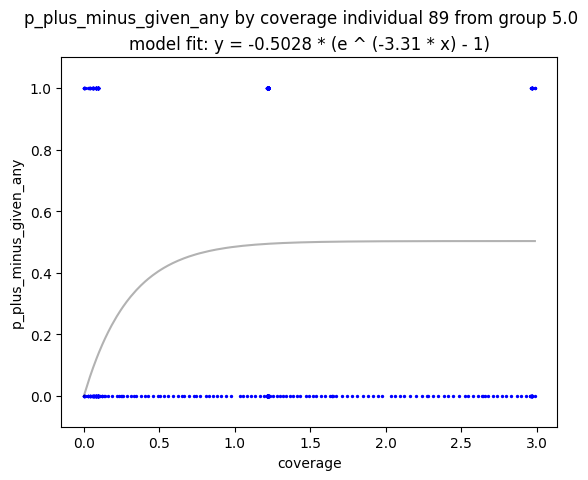 p_plus_minus_given_any by coverage individual 89 from group 5.0
model fit: y = -0.5028 * (e ^ (-3.31 * x) - 1)
1.0
0.8
0.6
0.4
0.2
0.0
p_plus_minus_given_any
0.0 0.5 1.0 1.5 2.0 2.5 3.0
coverage